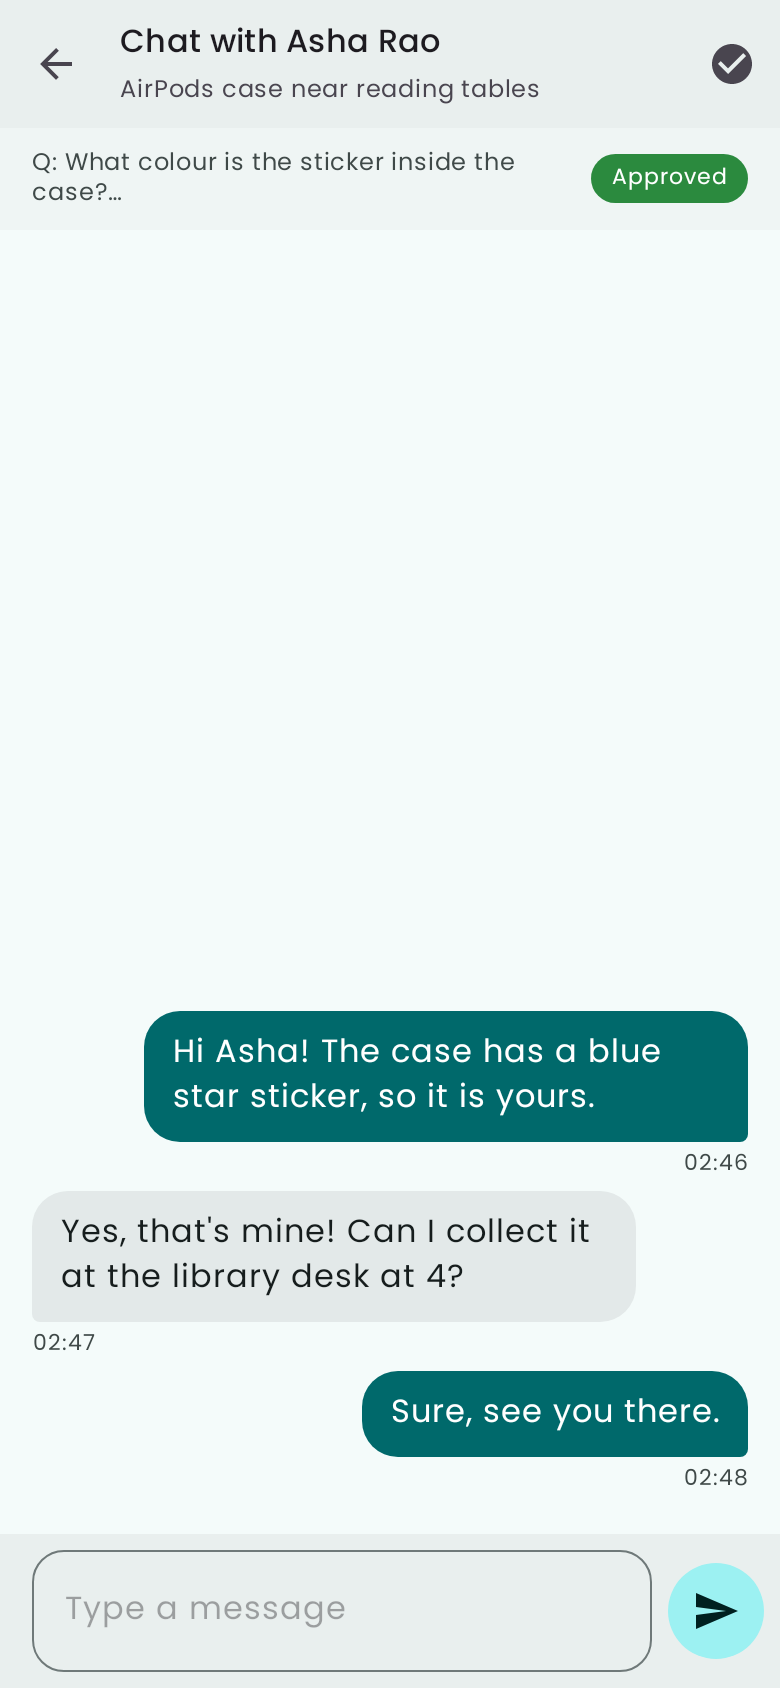 Chat with Asha Rao
AirPods case near reading tables
Q: What colour is the sticker inside the
case?...
Approved
Hi Asha! The case has a blue
star sticker, so it is yours.
02:46
Yes, that's mine! Can I collect it
at the library desk at 4?
02:47
Sure, see you there.
02:48
Type a message